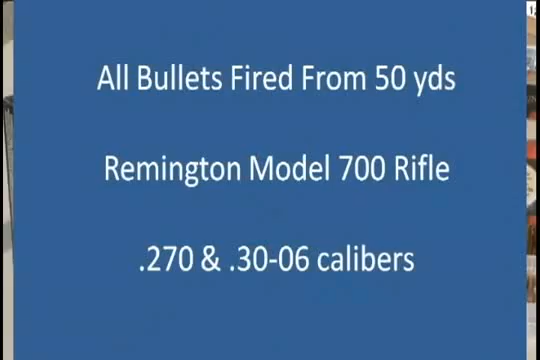 All Bullets Fired From 50 yds
Remington Model 700 Rifle
.270 & .30-06 calibers